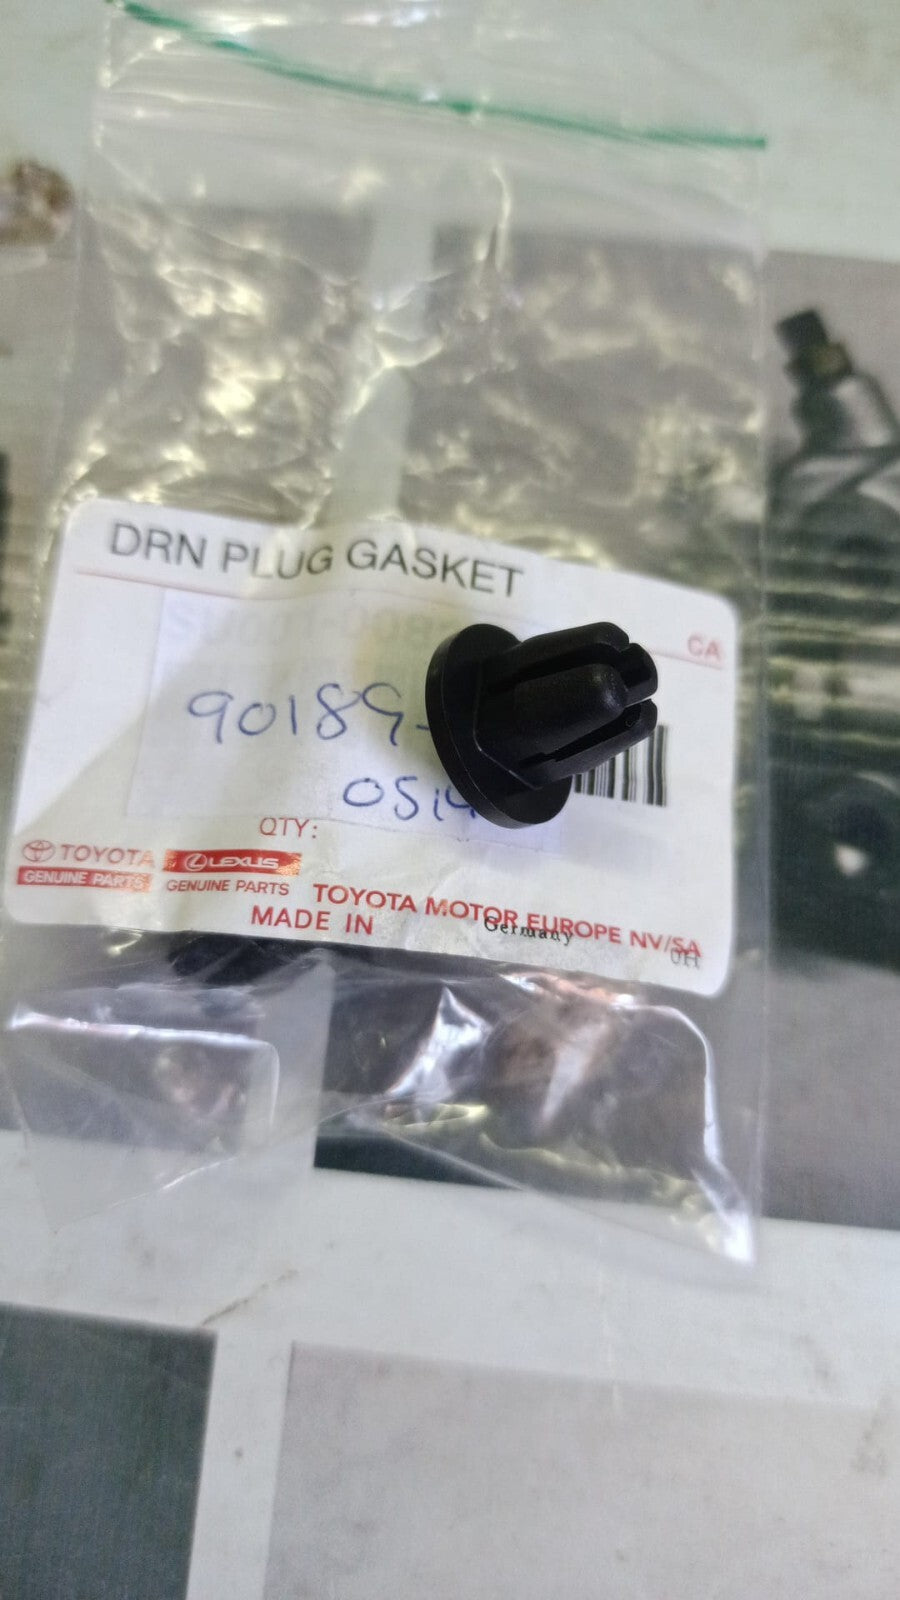 DRN PLUG GASKET
CA
90189-
QTY:
TOYOTA
GENUINE PARTS
LEXUS
GENUINE PARTS
TOYOTA MOTOR EUROPE NV/SA
MADE IN
Germany